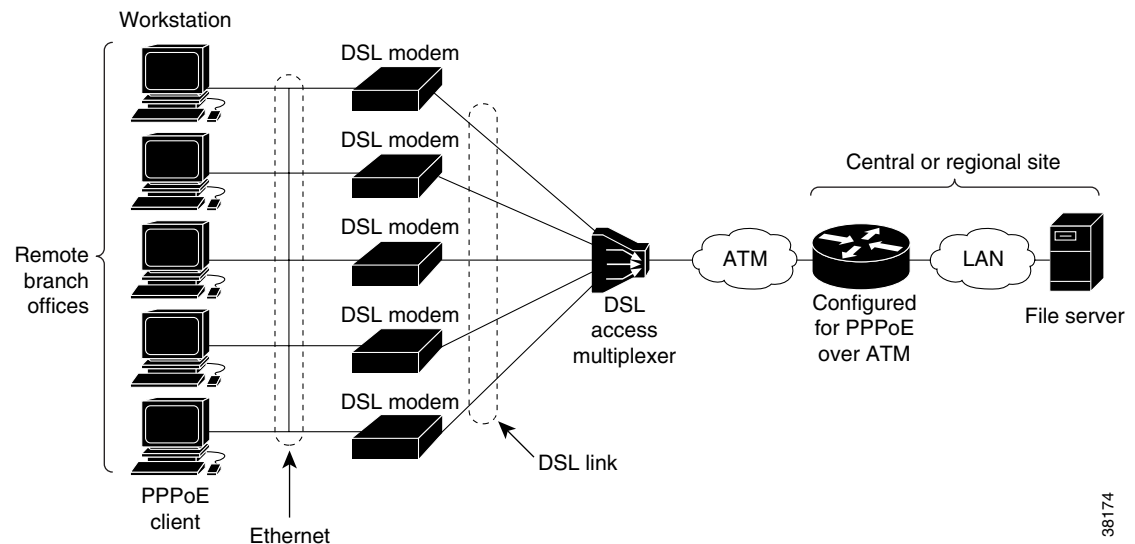 Workstation
DSL modem
DSL modem
DSL modem
DSL modem
DSL modem
Remote
branch
offices
PPPoE
client
Ethernet
DSL link
DSL
access
multiplexer
ATM
Central or regional site
Configured
for PPPoE
over ATM
LAN
File server
38174